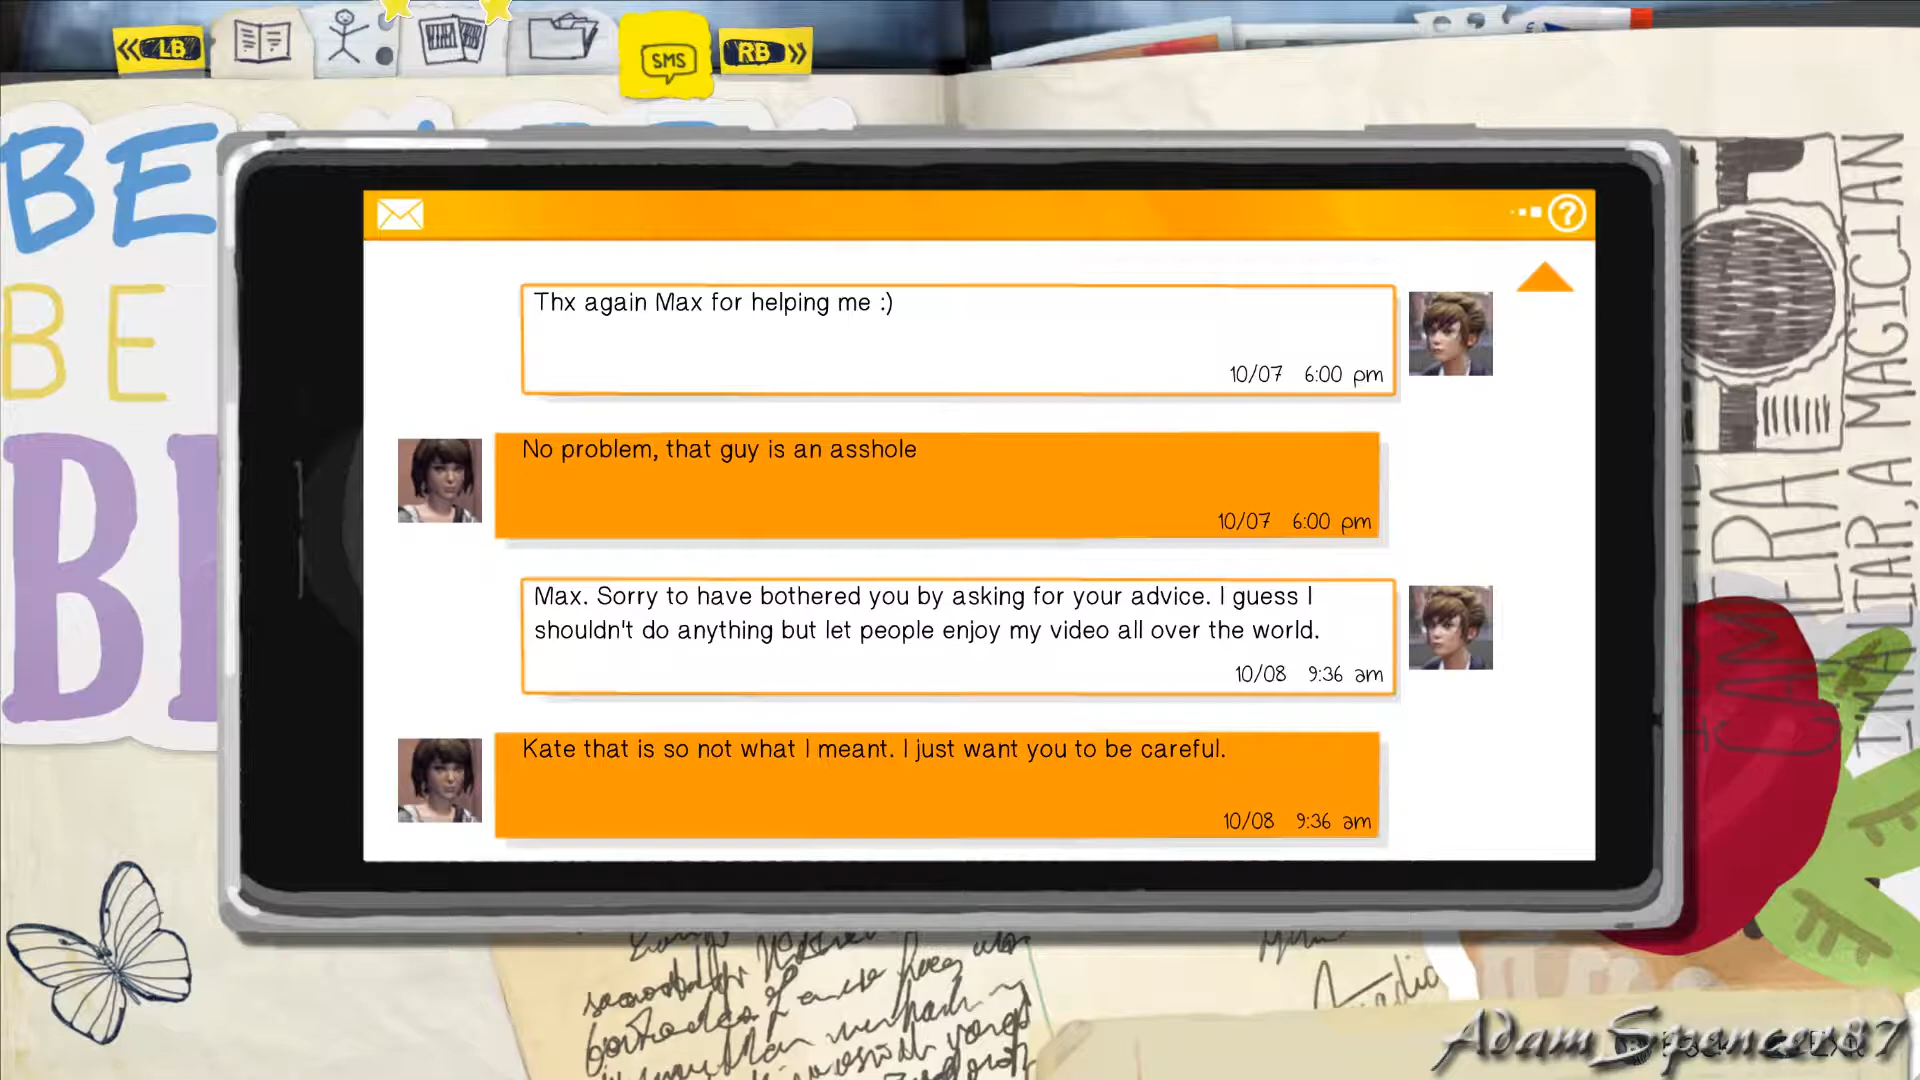 LB
SMS
RB
BE
BE
Thx again Max for helping me :)
10/07 6:00 pm
No problem, that guy is an asshole
10/07 6:00 pm
Max. Sorry to have bothered you by asking for your advice. I guess I
shouldn't do anything but let people enjoy my video all over the world.
10/08 9:36 am
Kate that is so not what I meant. I just want you to be careful.
10/08 9:36 am
?
CAMERA
LIAR, A MAGICIAN
AdamSpencer87